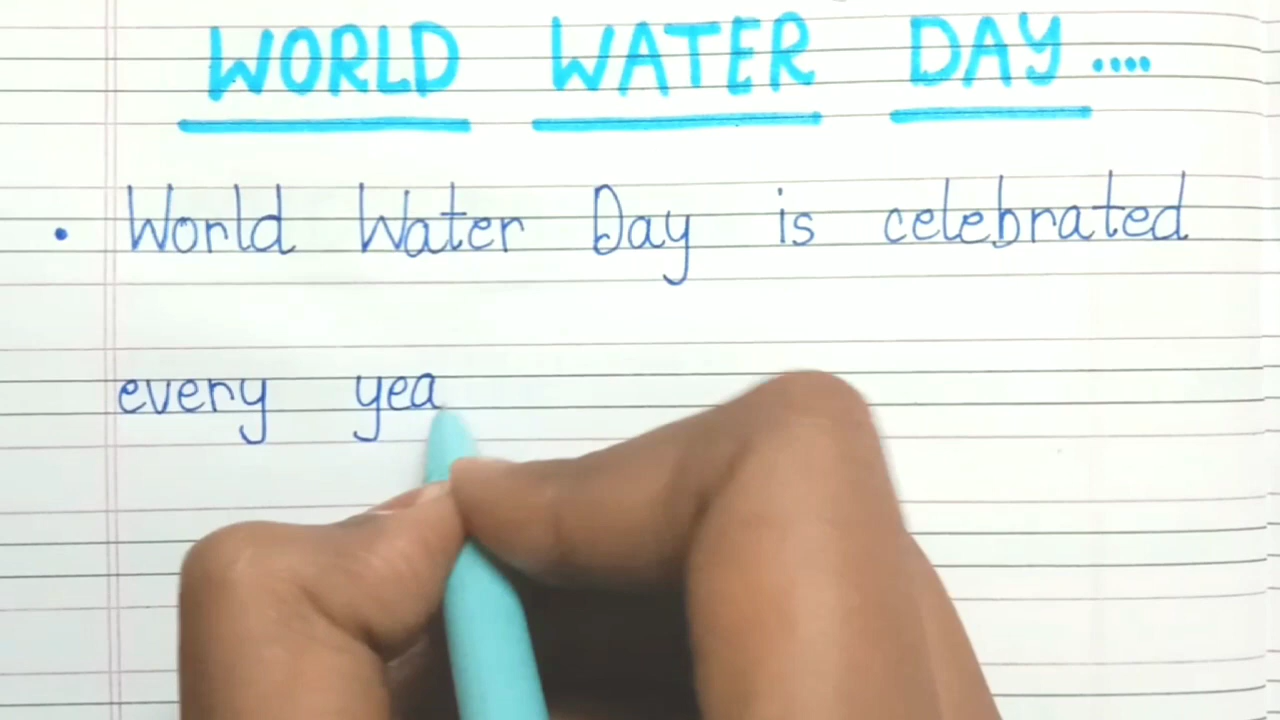 WORLD WATER DAY ....
• World Water Day is celebrated
every yea